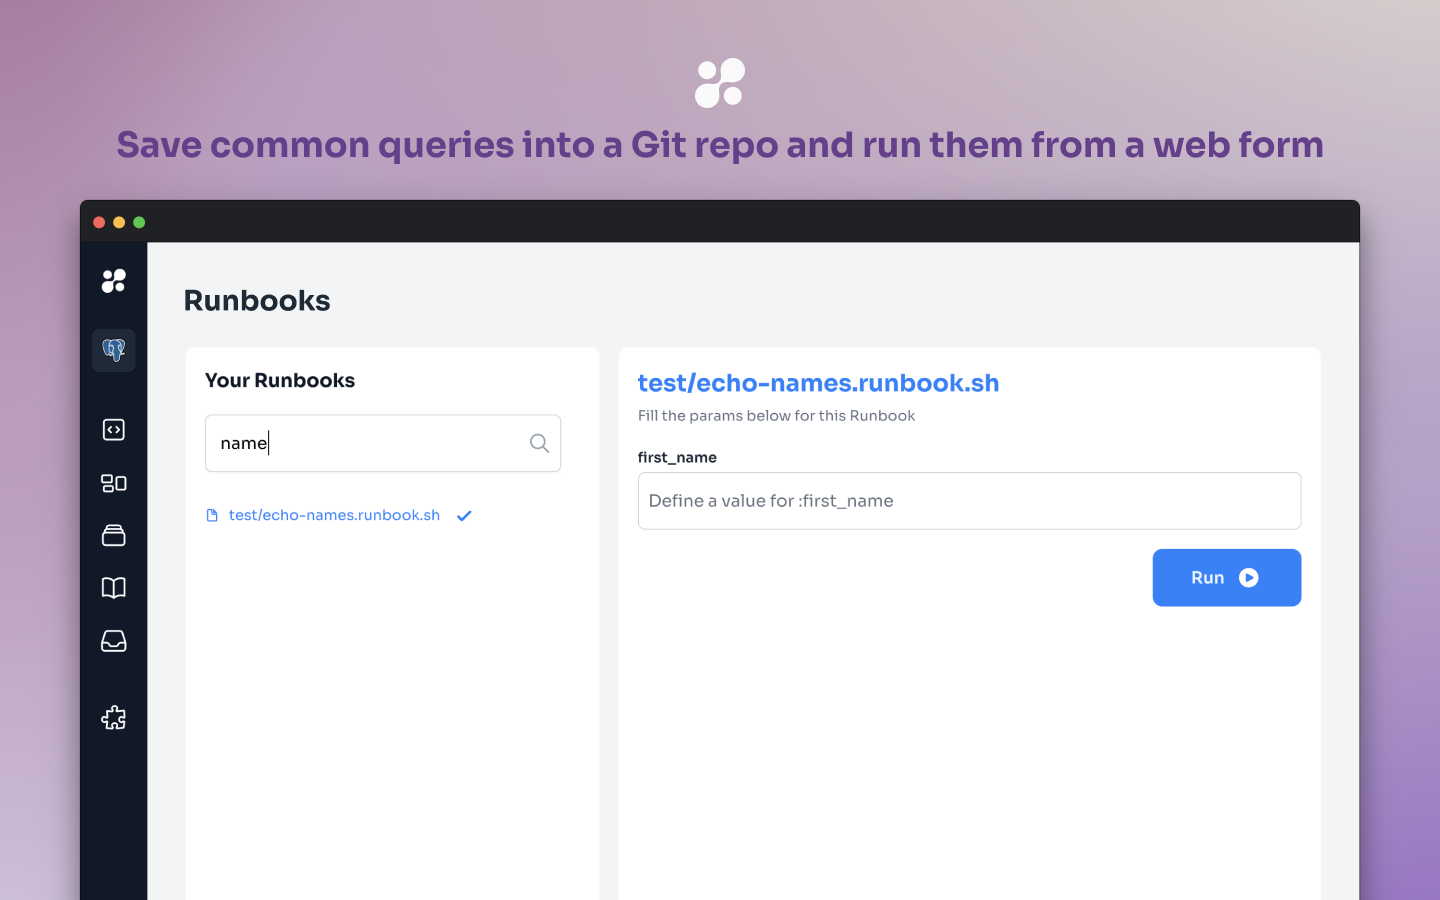 Save common queries into a Git repo and run them from a web form
Runbooks
Your Runbooks
name
test/echo-names.runbook.sh
test/echo-names.runbook.sh
Fill the params below for this Runbook
first_name
Define a value for :first_name
Run